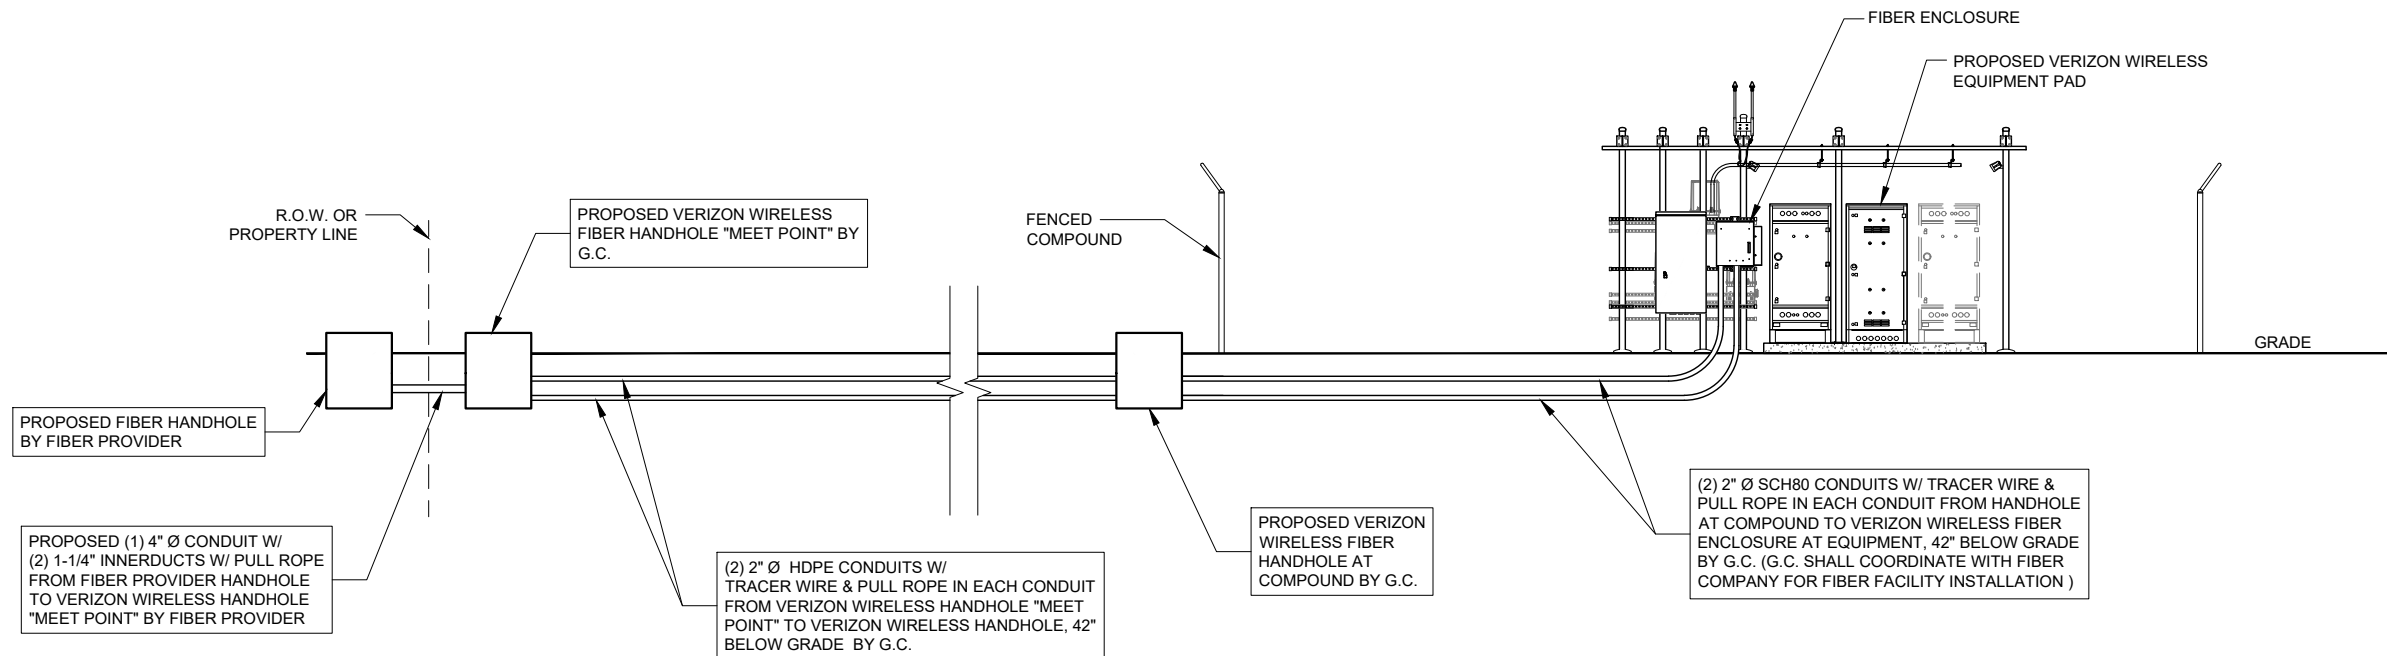 FIBER ENCLOSURE
PROPOSED VERIZON WIRELESS
EQUIPMENT PAD
R.O.W. OR
PROPERTY LINE
PROPOSED VERIZON WIRELESS
FIBER HANDHOLE "MEET POINT" BY
G.C.
FENCED
COMPOUND
GRADE
PROPOSED FIBER HANDHOLE
BY FIBER PROVIDER
PROPOSED (1) 4" Ø CONDUIT W/
(2) 1-1/4" INNERDUCTS W/ PULL ROPE
FROM FIBER PROVIDER HANDHOLE
TO VERIZON WIRELESS HANDHOLE
"MEET POINT" BY FIBER PROVIDER
(2) 2" Ø HDPE CONDUITS W/
TRACER WIRE & PULL ROPE IN EACH CONDUIT
FROM VERIZON WIRELESS HANDHOLE "MEET
POINT" TO VERIZON WIRELESS HANDHOLE, 42"
BELOW GRADE BY G.C.
PROPOSED VERIZON
WIRELESS FIBER
HANDHOLE AT
COMPOUND BY G.C.
(2) 2" Ø SCH80 CONDUITS W/ TRACER WIRE &
PULL ROPE IN EACH CONDUIT FROM HANDHOLE
AT COMPOUND TO VERIZON WIRELESS FIBER
ENCLOSURE AT EQUIPMENT, 42" BELOW GRADE
BY G.C. (G.C. SHALL COORDINATE WITH FIBER
COMPANY FOR FIBER FACILITY INSTALLATION )